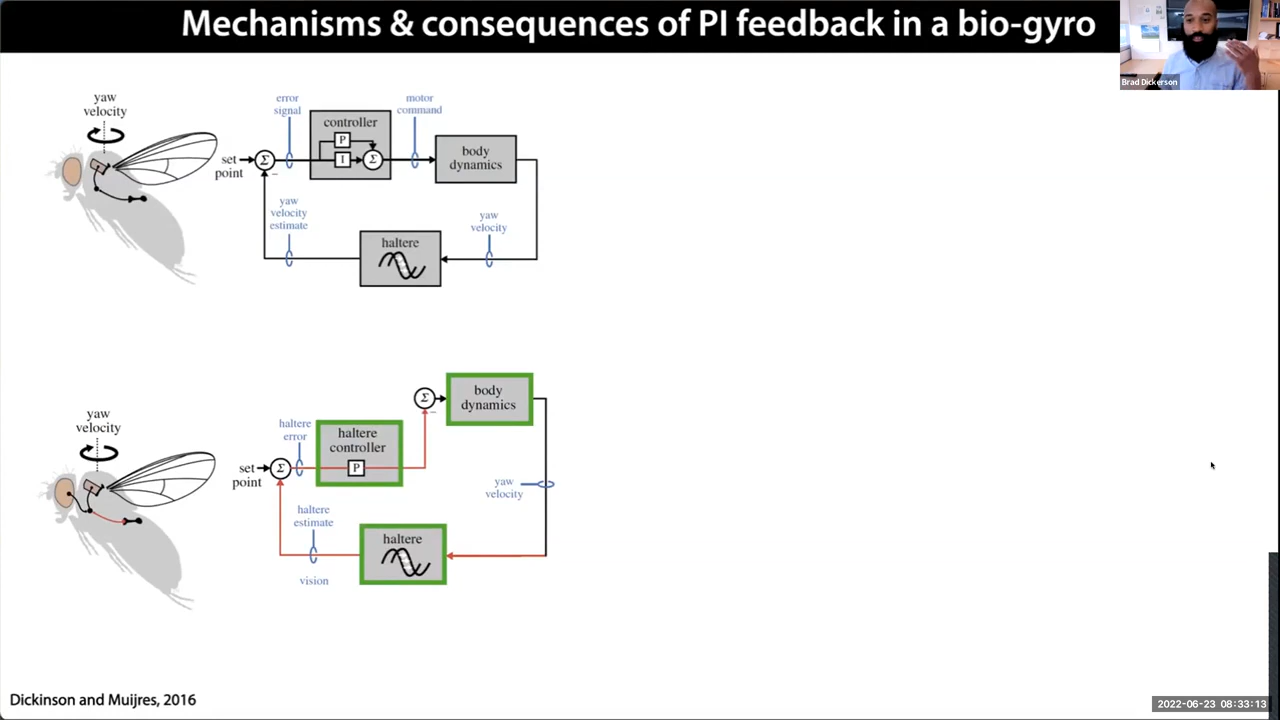 Mechanisms & consequences of PI feedback in a bio-gyro
Brad Dickerson
yaw
velocity
set
point
Σ
error
signal
controller
P
I
Σ
motor
command
body
dynamics
yaw
velocity
estimate
haltere
yaw
velocity
yaw
velocity
set
point
Σ
haltere
error
haltere
controller
P
Σ
body
dynamics
haltere
estimate
vision
haltere
yaw
velocity
Dickinson and Muijres, 2016
2022-06-23 08:33:13